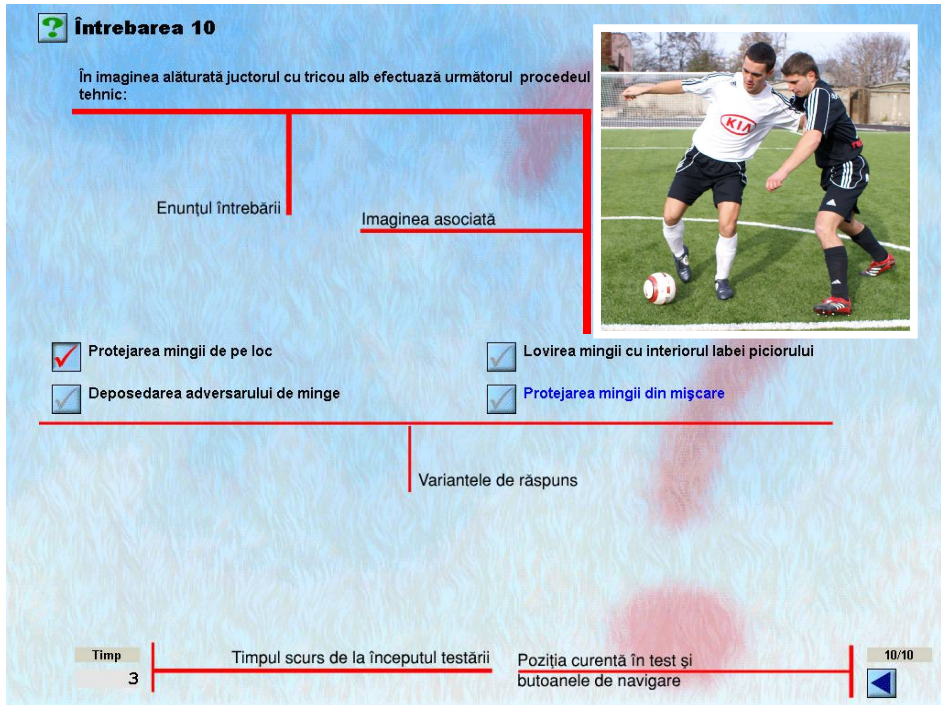 Întrebarea 10
În imaginea alăturată juctorul cu tricou alb efectuază următorul procedeul
tehnic:
KIA
Enunțul întrebării
Imaginea asociată
Protejarea mingii de pe loc
Lovirea mingii cu interiorul labei piciorului
Deposedarea adversarului de minge
Protejarea mingii din mişcare
Variantele de răspuns
Timp
3
Timpul scurs de la începutul testării
Poziția curentă în test și
butoanele de navigare
10/10